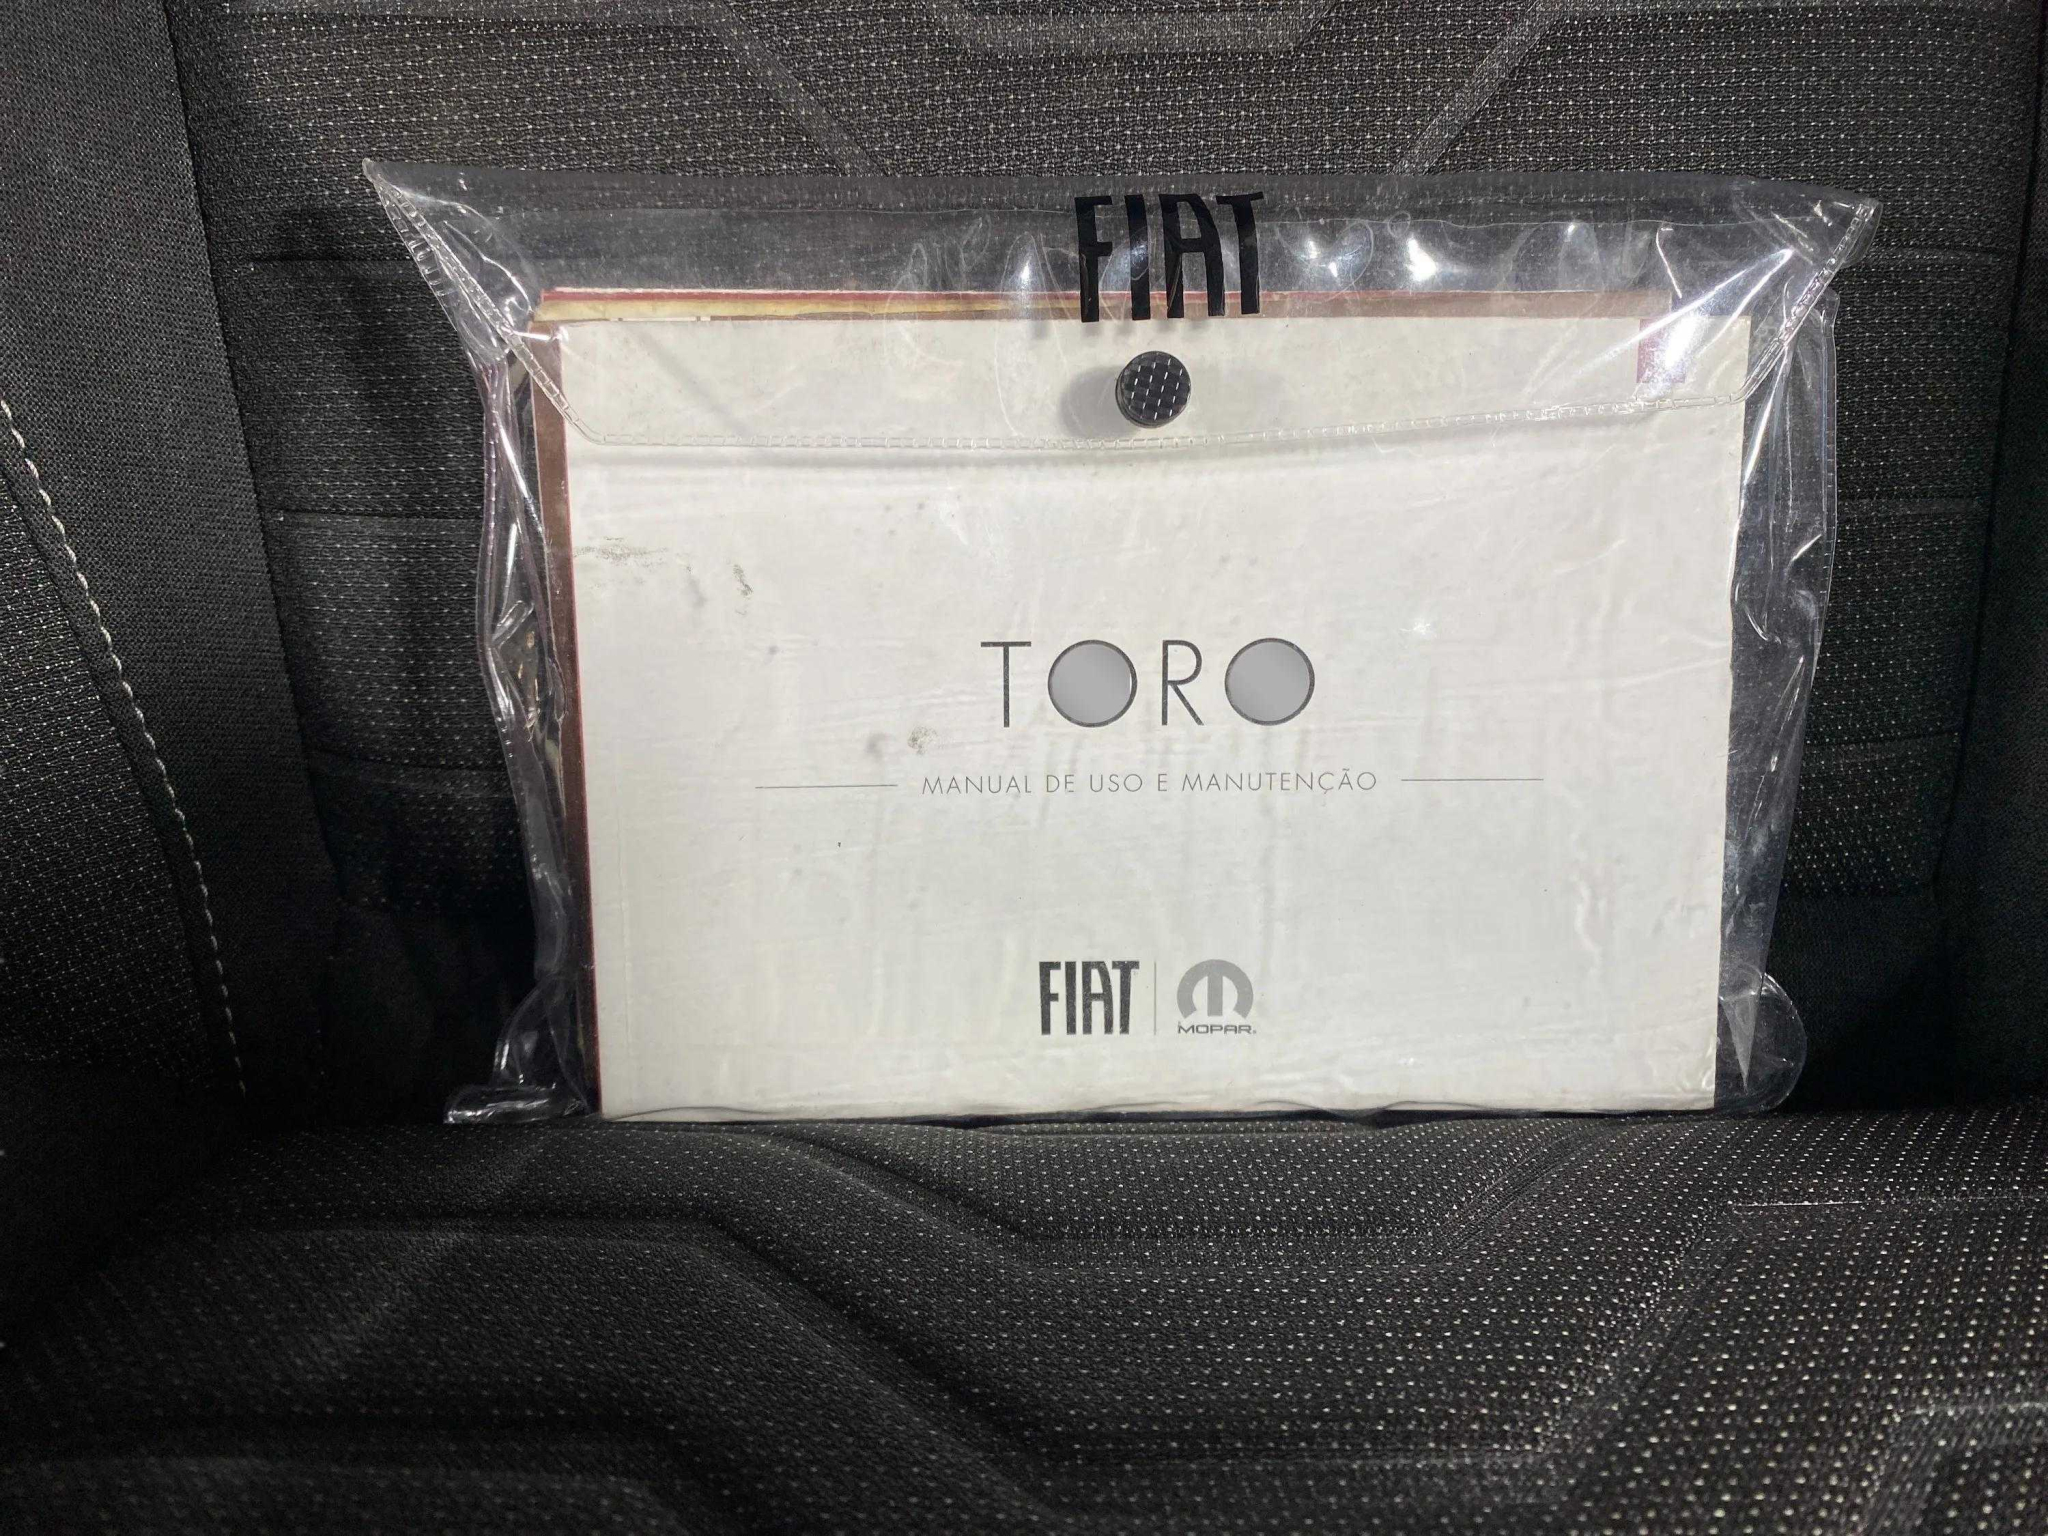 FIAT
TORO
MANUAL DE USO E MANUTENÇÃO
FIAT
MOPAR®